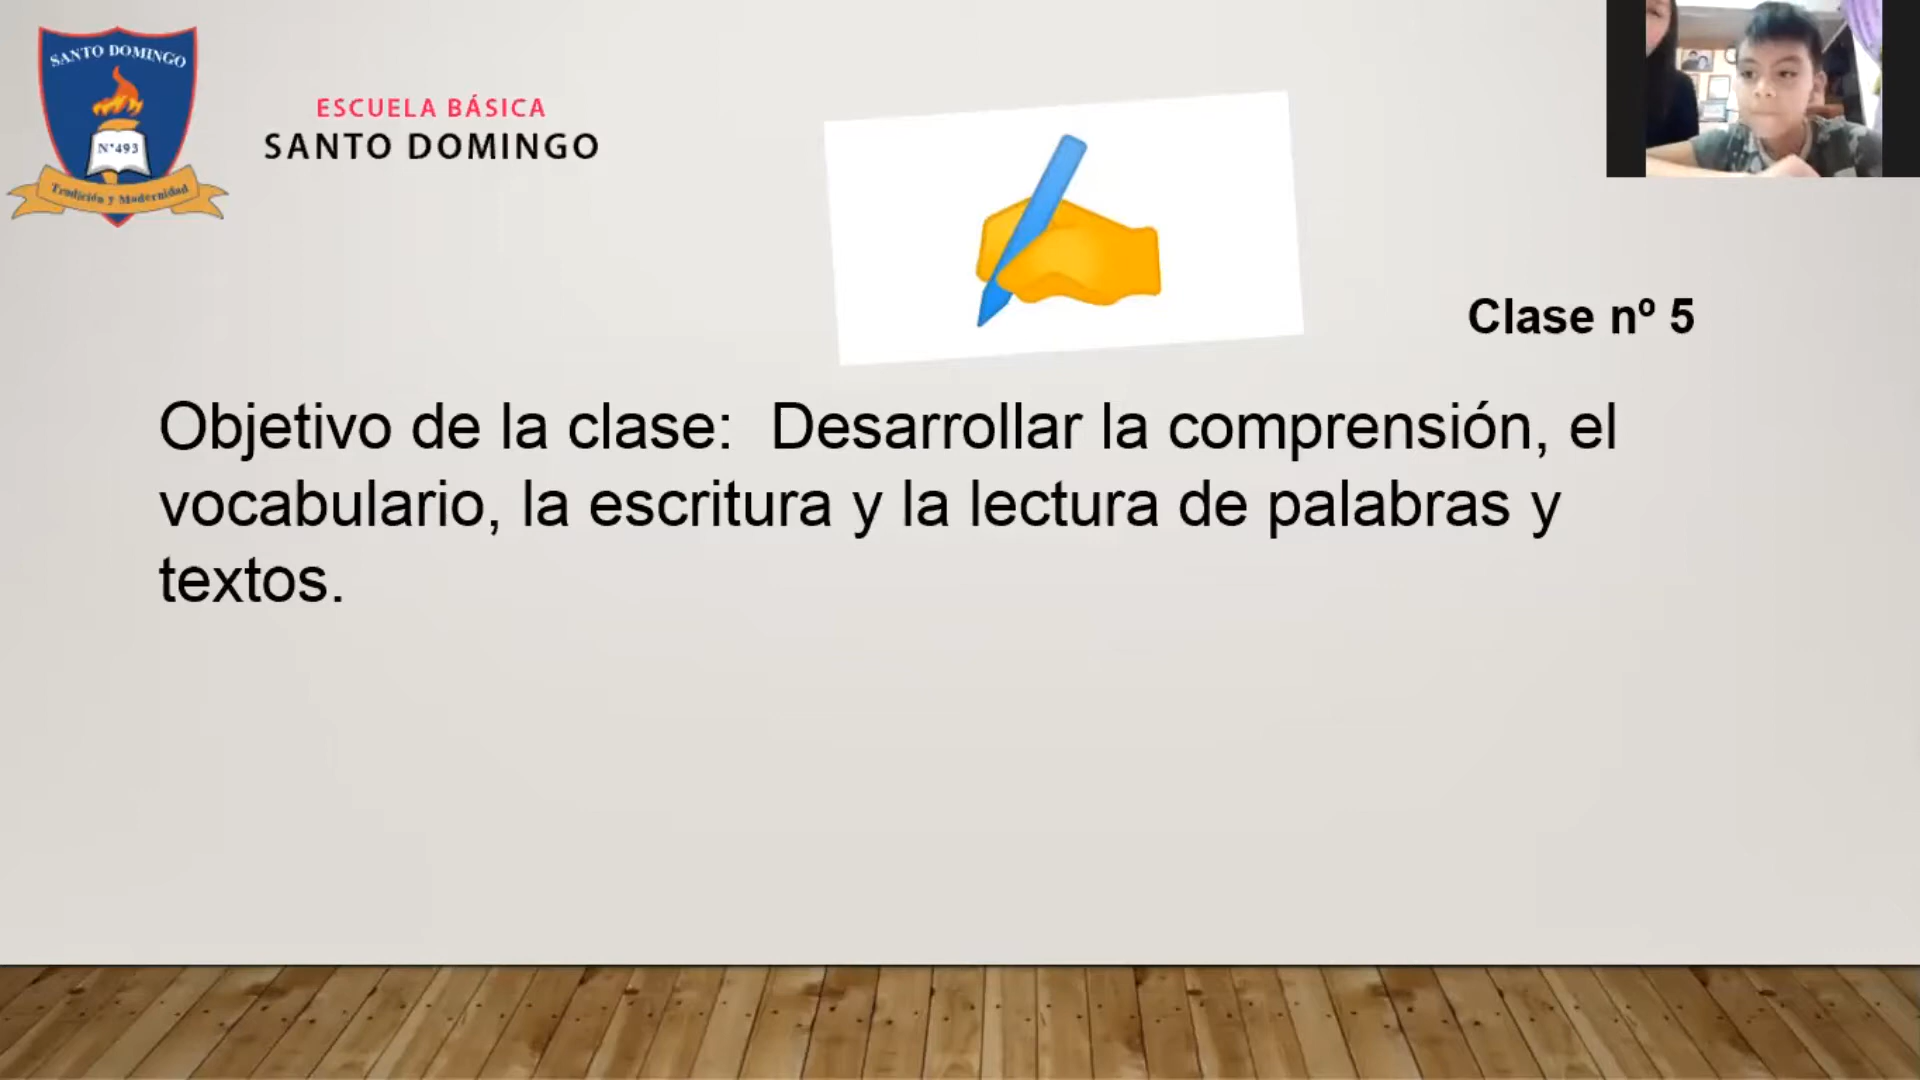 SANTO DOMINGO
N°493
Tradición y Modernidad
ESCUELA BÁSICA
SANTO DOMINGO
Clase nº 5
Objetivo de la clase:  Desarrollar la comprensión, el
vocabulario, la escritura y la lectura de palabras y
textos.